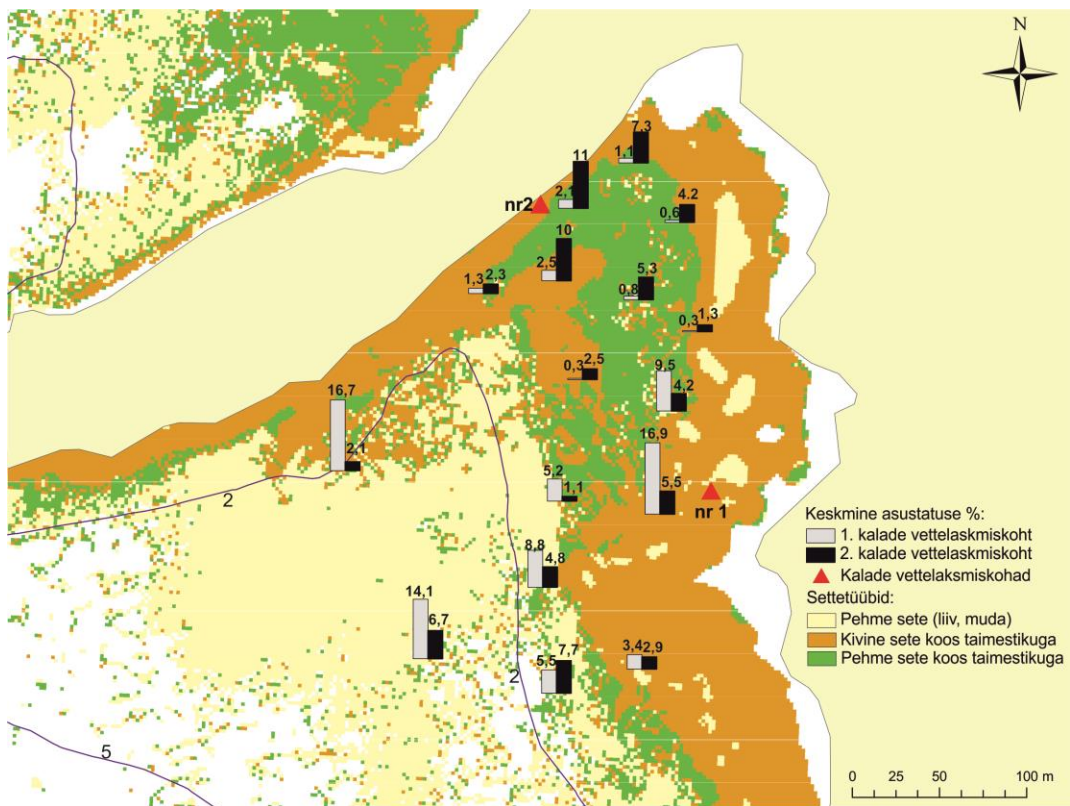 N
7,3
1,1
11
2,1
nr2
4.2
0,6
10
2,5
5,3
0,8
1,3 2,3
1,3
0,3
0,3 2,5
9,5
4,2
16,7
2,1
16,9
5,5
nr 1
5,2
1,1
2
8,8
4,8
14,1
6,7
7,7
5,5
2
3,4 2,9
5
Keskmine asustatuse %:
1. kalade vettelaskmiskoht
2. kalade vettelaskmiskoht
Kalade vettelaksmiskohad
Settetüübid:
Pehme sete (liiv, muda)
Kivine sete koos taimestikuga
Pehme sete koos taimestikuga
0 25 50 100 m